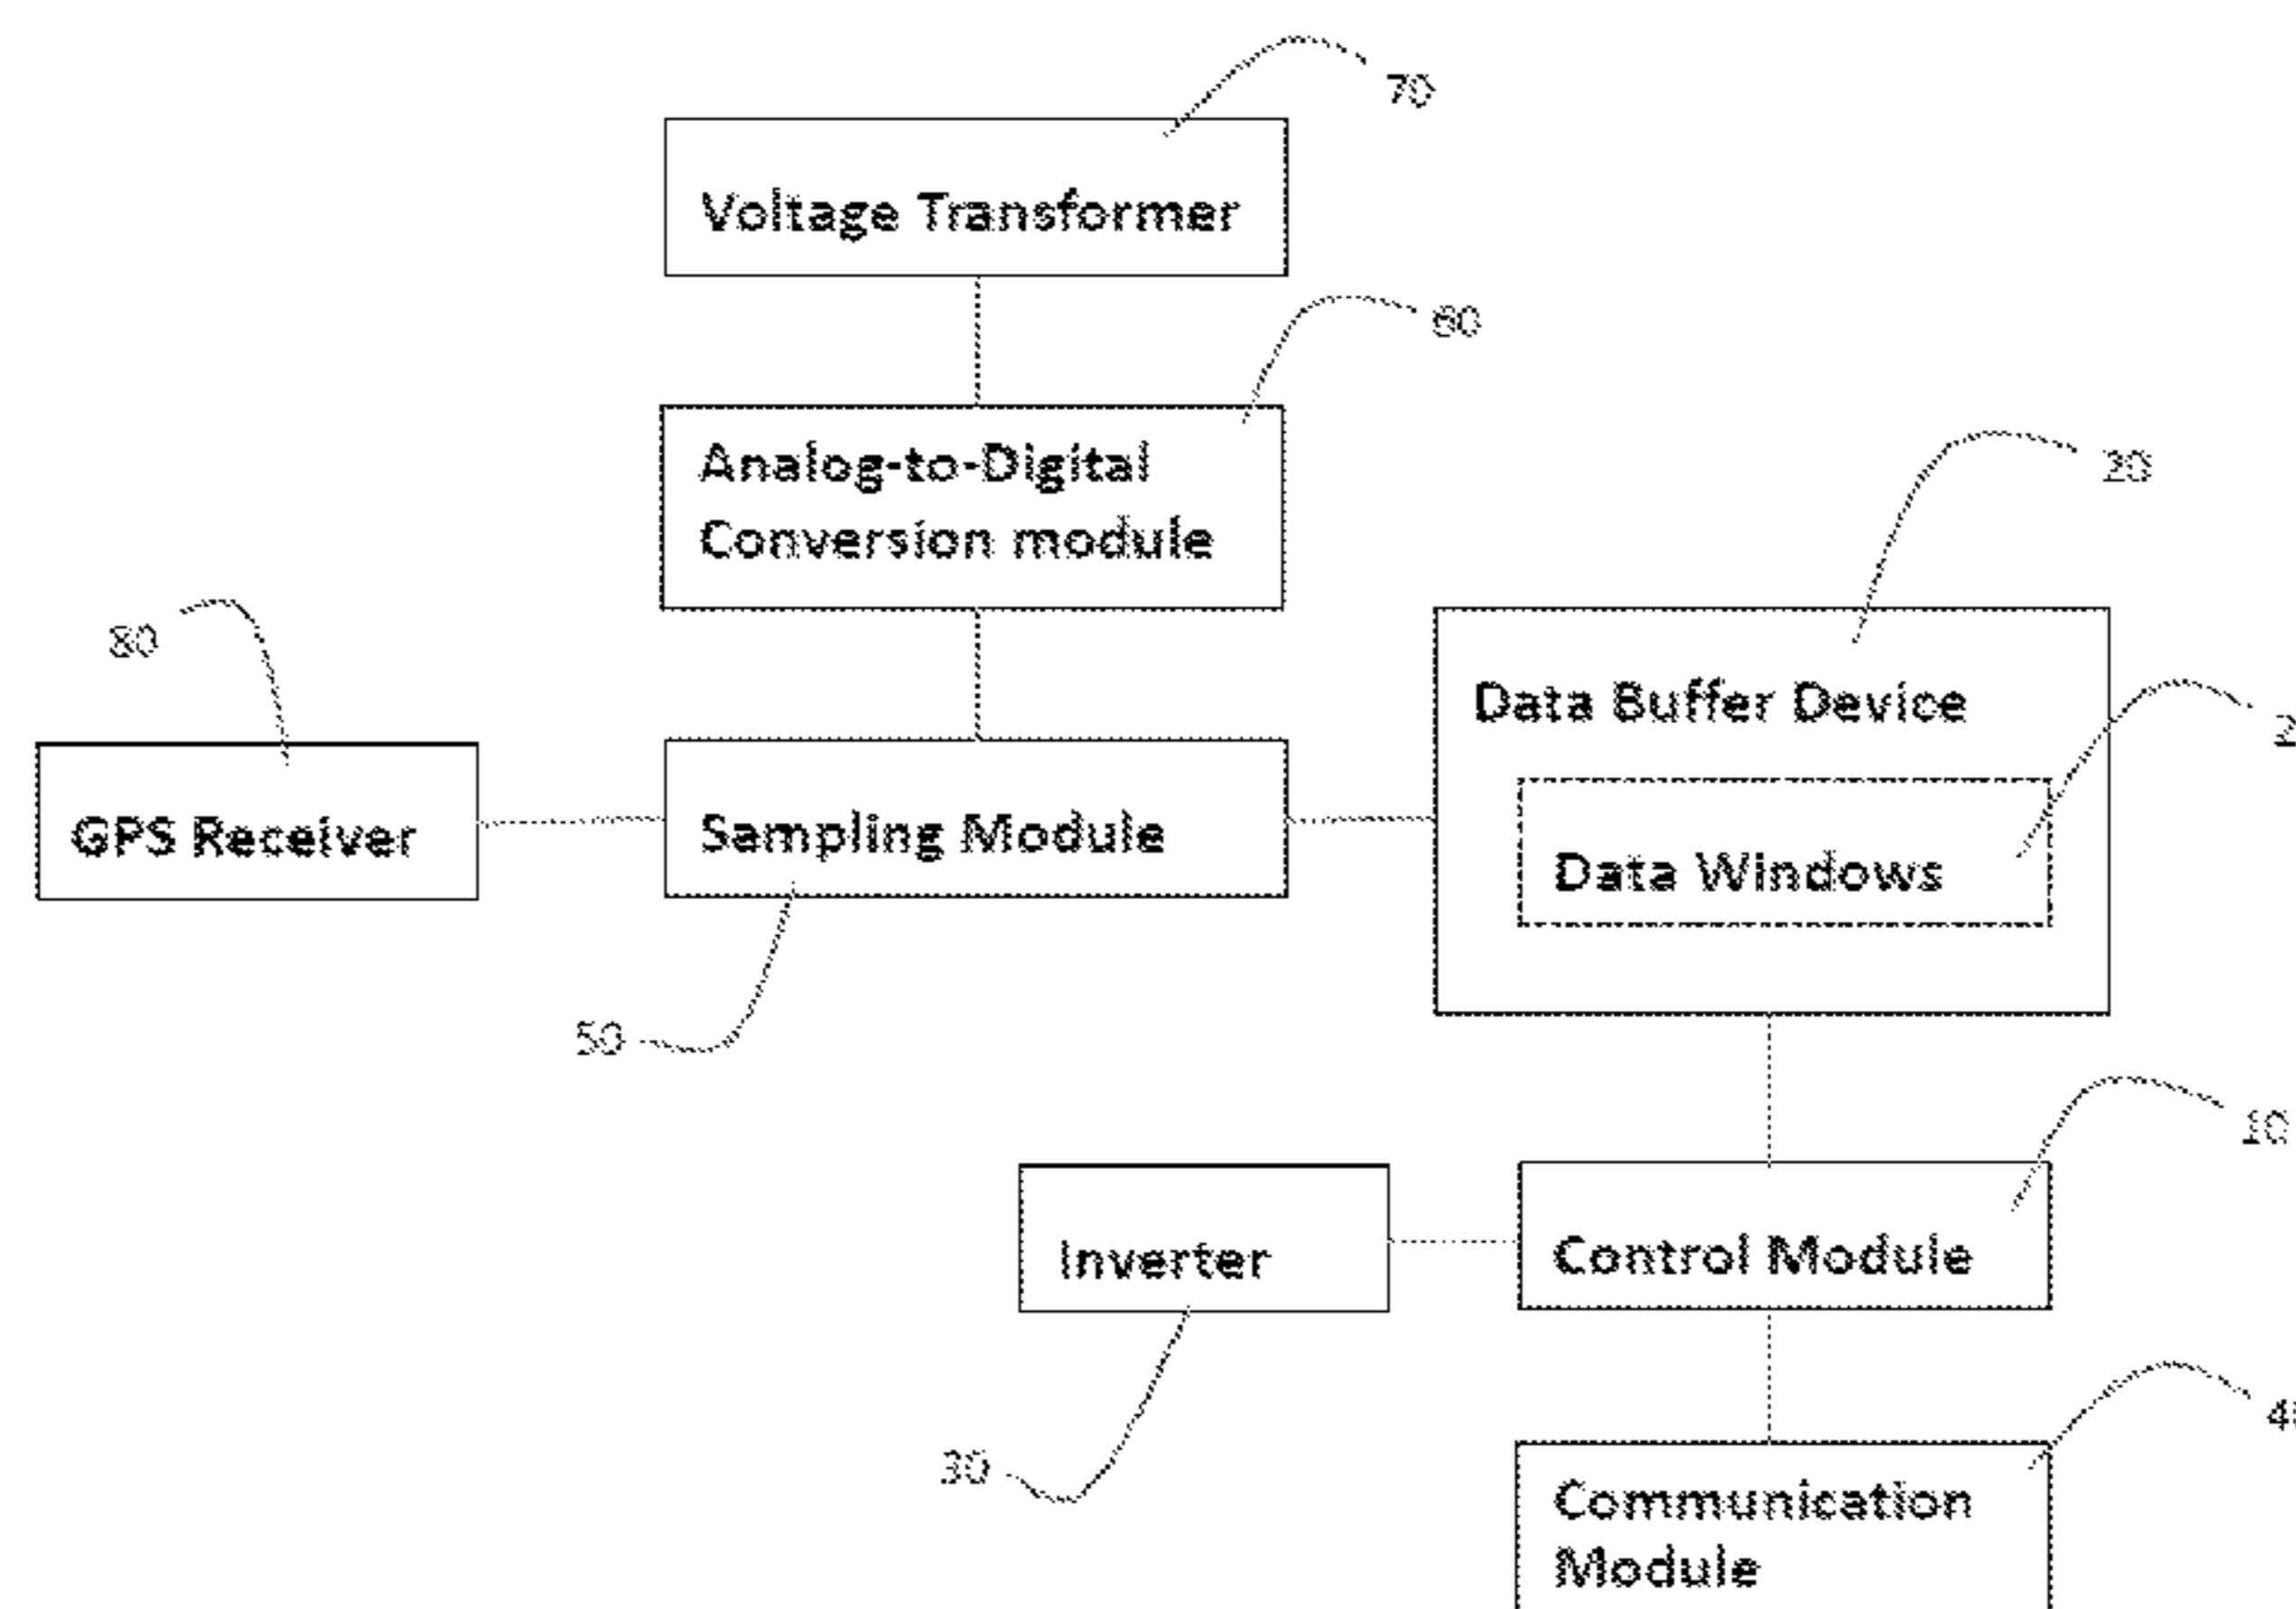 70
Voltage Transformer
60
Analog-to-Digital
Conversion module
20
80
Data Buffer Device
GPS Receiver
Sampling Module
Data Windows
50
10
Inverter
Control Module
30
Communication
Module